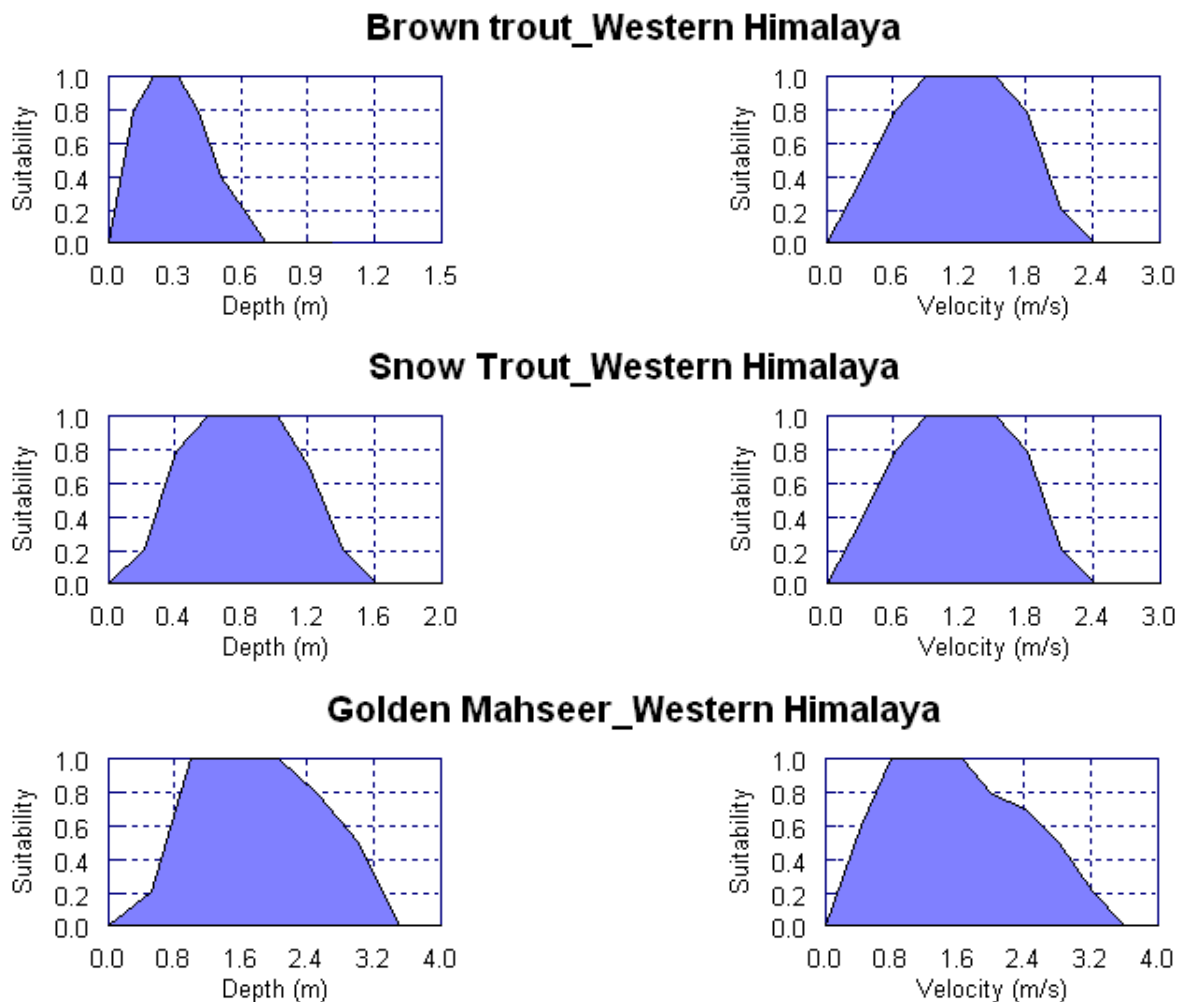 Brown trout_Western Himalaya
1.0
0.8
0.6
0.4
0.2
0.0
Suitability
0.0 0.3 0.6 0.9 1.2 1.5
Depth (m)
1.0
0.8
0.6
0.4
0.2
0.0
Suitability
0.0 0.6 1.2 1.8 2.4 3.0
Velocity (m/s)
Snow Trout_Western Himalaya
1.0
0.8
0.6
0.4
0.2
0.0
Suitability
0.0 0.4 0.8 1.2 1.6 2.0
Depth (m)
1.0
0.8
0.6
0.4
0.2
0.0
Suitability
0.0 0.6 1.2 1.8 2.4 3.0
Velocity (m/s)
Golden Mahseer_Western Himalaya
1.0
0.8
0.6
0.4
0.2
0.0
Suitability
0.0 0.8 1.6 2.4 3.2 4.0
Depth (m)
1.0
0.8
0.6
0.4
0.2
0.0
Suitability
0.0 0.8 1.6 2.4 3.2 4.0
Velocity (m/s)